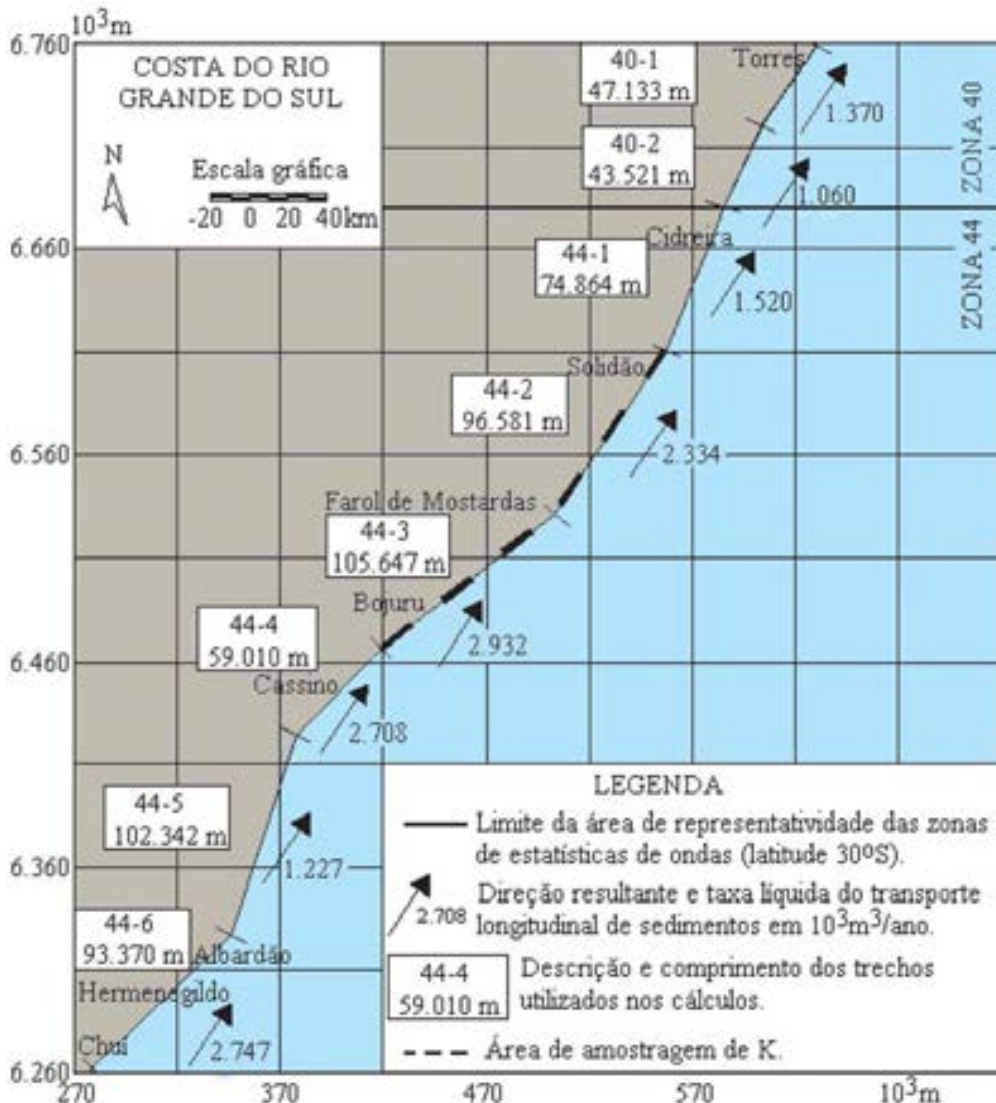 10³m
6.760
COSTA DO RIO
GRANDE DO SUL
N
Escala gráfica
-20 0 20 40km
40-1
47.133 m
Torres
1.370
40-2
43.521 m
1.060
ZONA 40
ZONA 44
6.660
Cidreira
44-1
74.864 m
1.520
Solidão
44-2
96.581 m
2.334
6.560
Farol de Mostardas
44-3
105.647 m
Bojuru
2.932
44-4
59.010 m
6.460
Cassino
2.708
44-5
102.342 m
1.227
6.360
44-6
93.370 m
Albardão
Hermenegildo
Chuí
2.747
6.260
LEGENDA
Limite da área de representatividade das zonas
de estatísticas de ondas (latitude 30ºS).
2.708
Direção resultante e taxa líquida do transporte
longitudinal de sedimentos em 10³m³/ano.
44-4
59.010 m
Descrição e comprimento dos trechos
utilizados nos cálculos.
Área de amostragem de K.
270 370 470 570 10³m